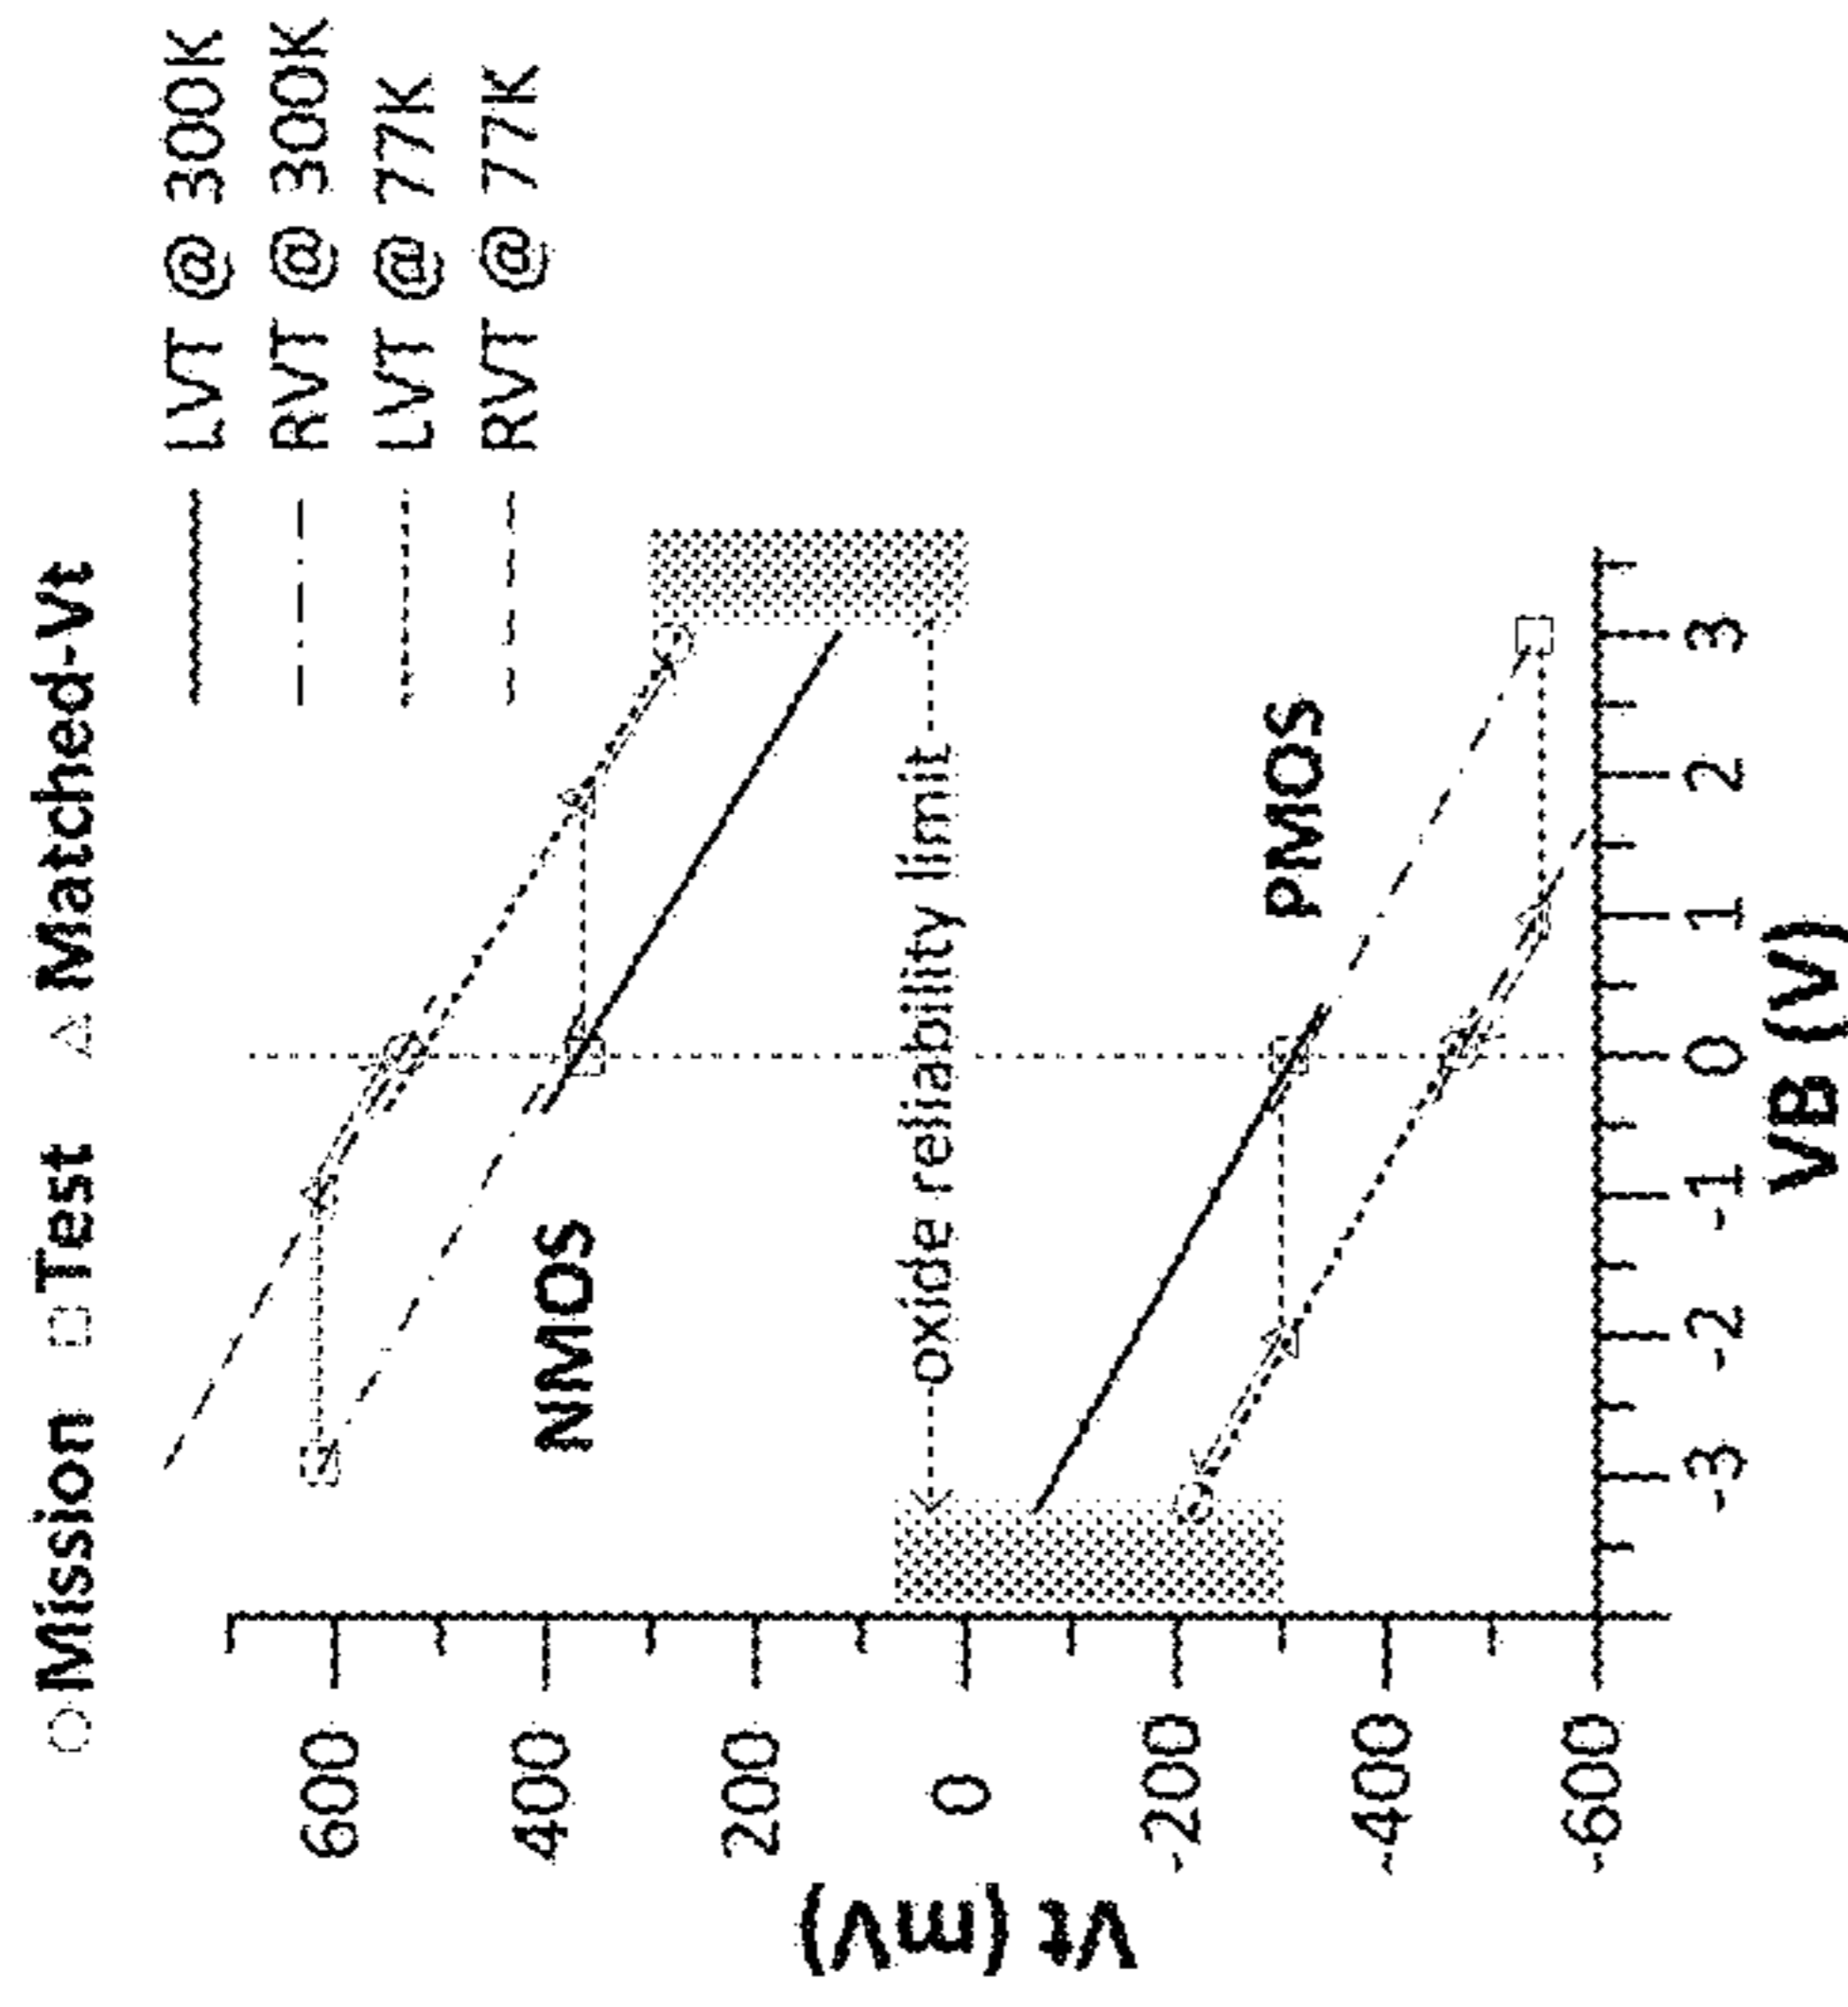 Mission Test Matched-Vt
LVT @ 300K
RVT @ 300K
LVT @ 77K
RVT @ 77K
600
400
200
0
-200
-400
-600
Vt (mV)
NMOS
oxide reliability limit
PMOS
-3 -2 -1 0 1 2 3
VB (V)